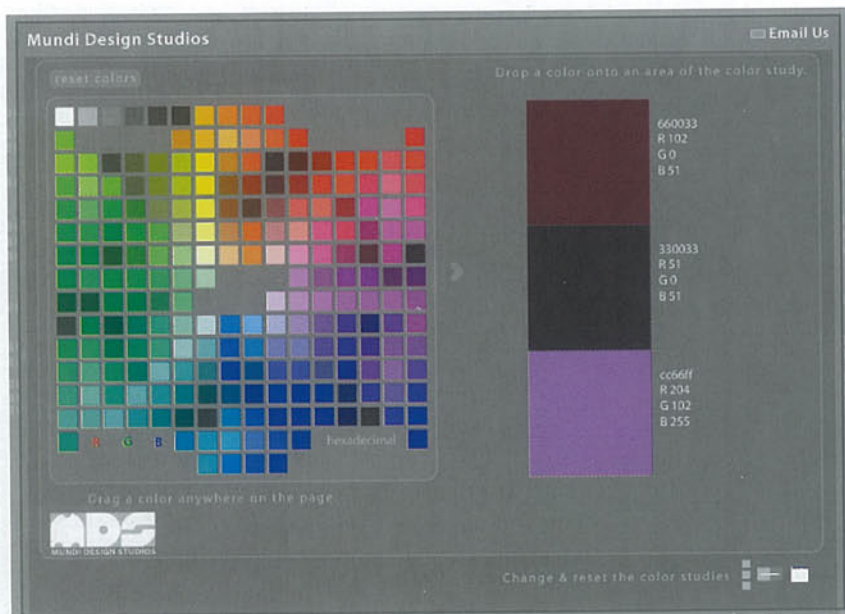 Mundi Design Studios
Email Us
reset colors
Drop a color onto an area of the color study.
660033
R 102
G 0
B 51
330033
R 51
G 0
B 51
cc66ff
R 204
G 102
B 255
R G B hexadecimal
Drag a color anywhere on the page
MDS
MUNDI DESIGN STUDIOS
Change & reset the color studies